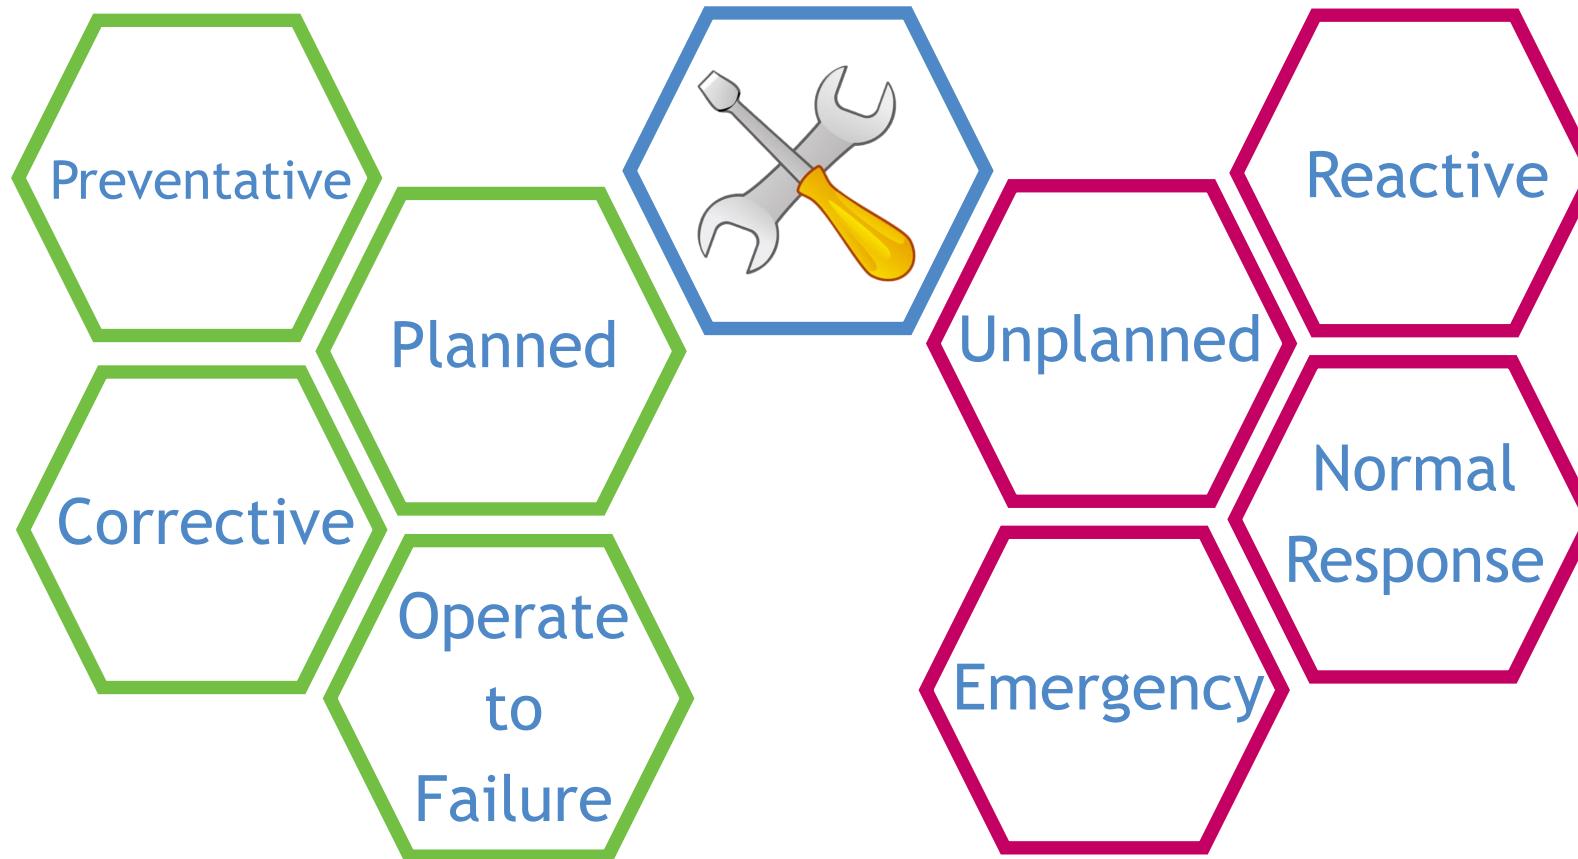 Preventative
Planned
Corrective
Operate
to
Failure
Unplanned
Reactive
Normal
Response
Emergency